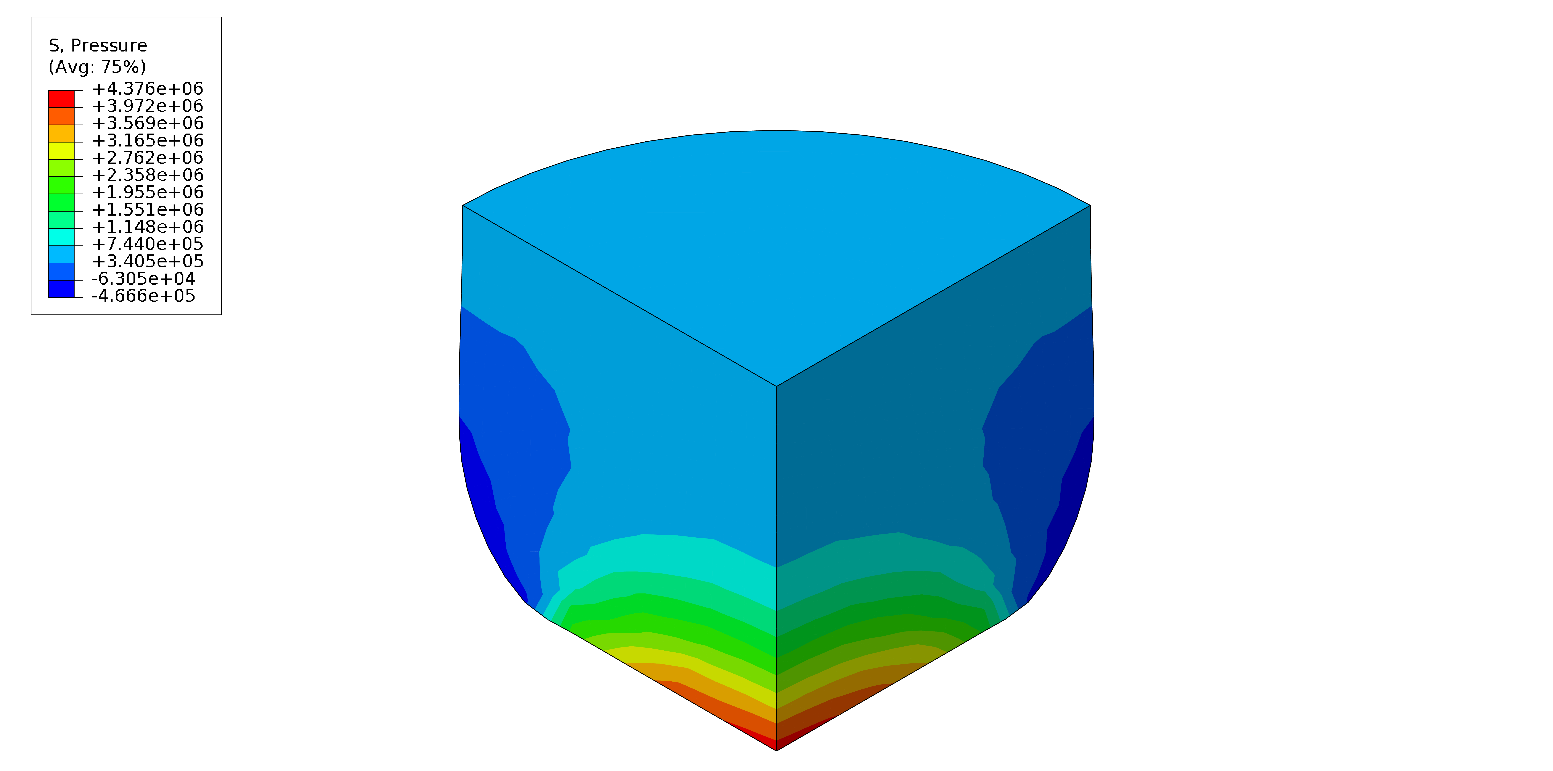 S, Pressure
(Avg: 75%)
+4.376e+06
+3.972e+06
+3.569e+06
+3.165e+06
+2.762e+06
+2.358e+06
+1.955e+06
+1.551e+06
+1.148e+06
+7.440e+05
+3.405e+05
-6.305e+04
-4.666e+05